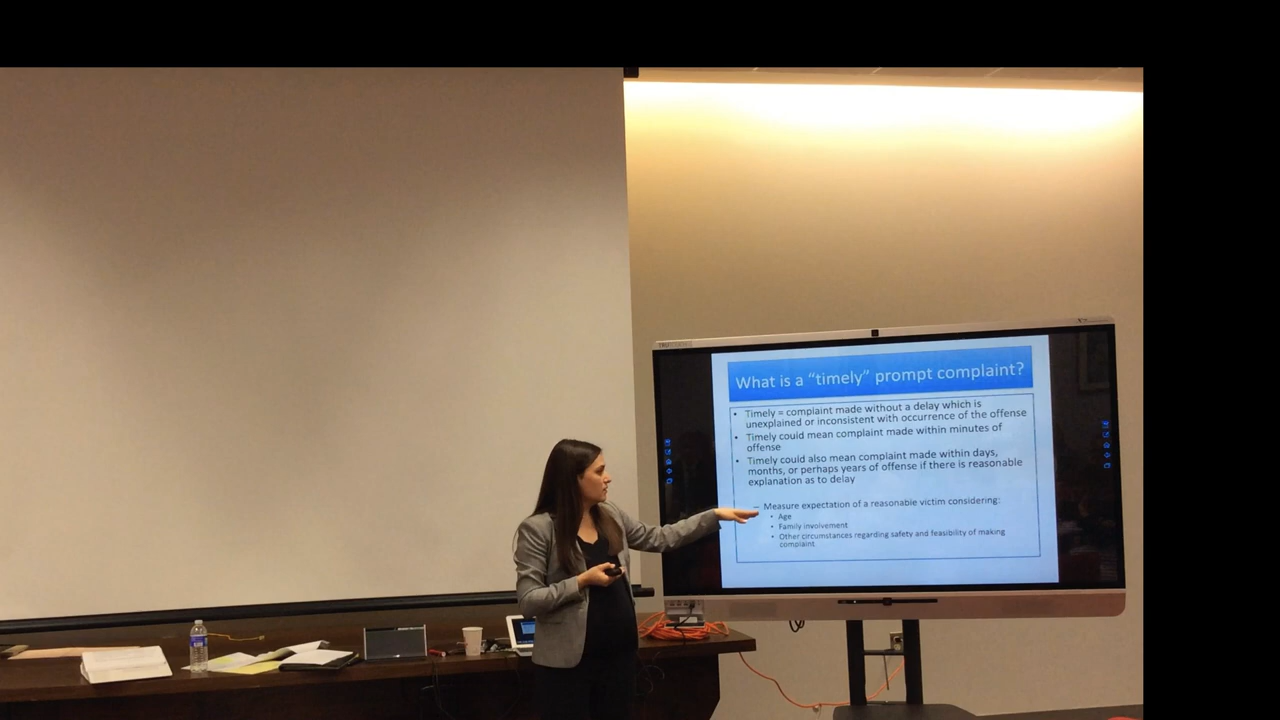 What is a "timely" prompt complaint?
• Timely = complaint made without a delay which is
unexplained or inconsistent with occurrence of the offense
• Timely could mean complaint made within minutes of
offense
• Timely could also mean complaint made within days,
months, or perhaps years of offense if there is reasonable
explanation as to delay
– Measure expectation of a reasonable victim considering:
• Age
• Family involvement
• Other circumstances regarding safety and feasibility of making
complaint